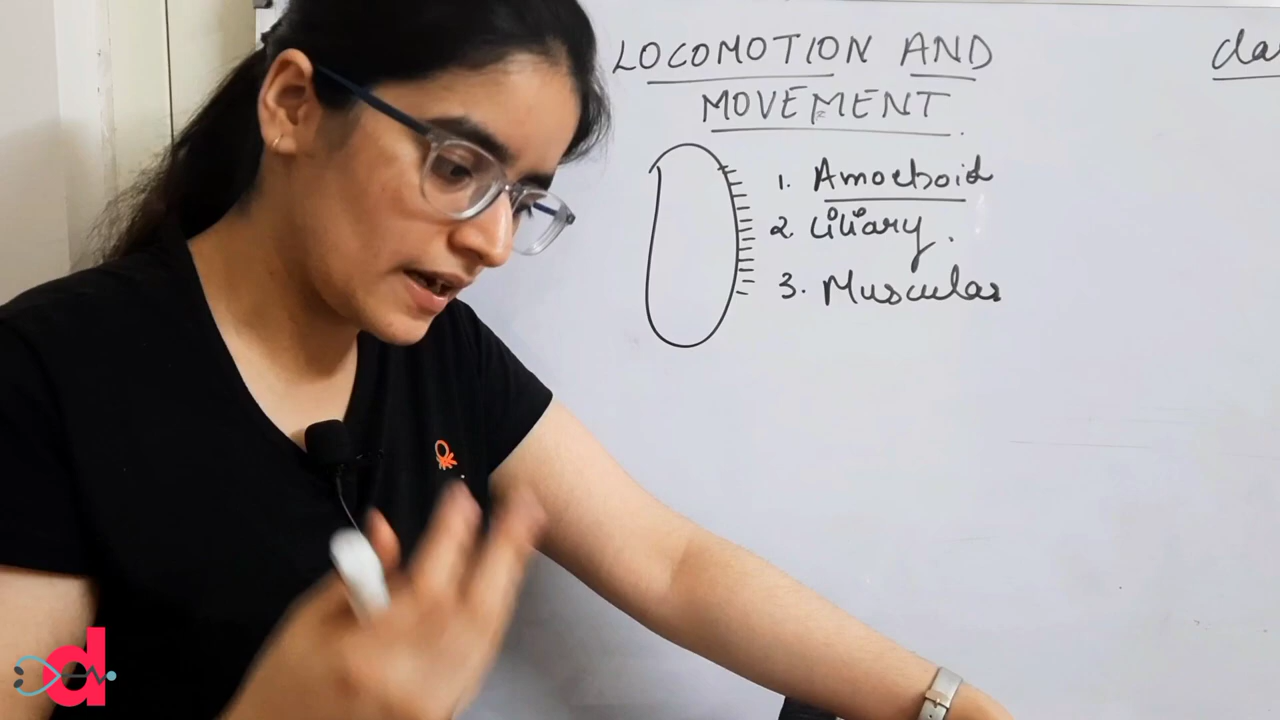 LOCOMOTION AND
MOVEMENT.
1. Amoeboid
2. Ciliary.
3. Muscular
d